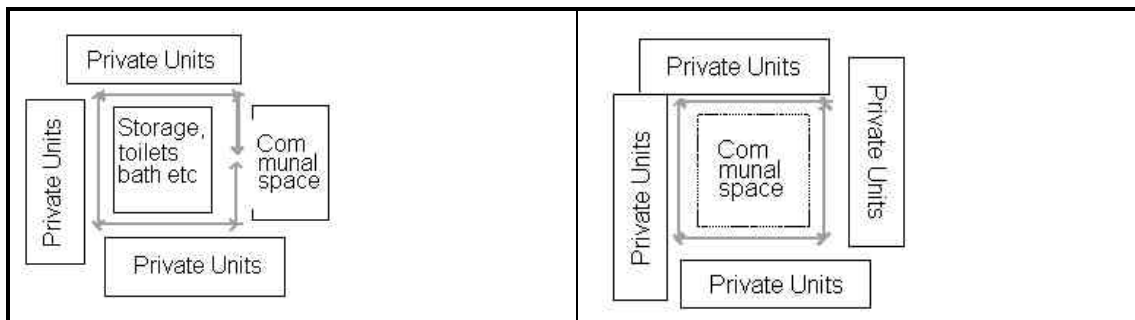 Private Units
Private Units
Storage,
toilets
bath etc
Com
munal
space
Private Units
Private Units
Private Units
Private Units
Com
munal
space
Private Units